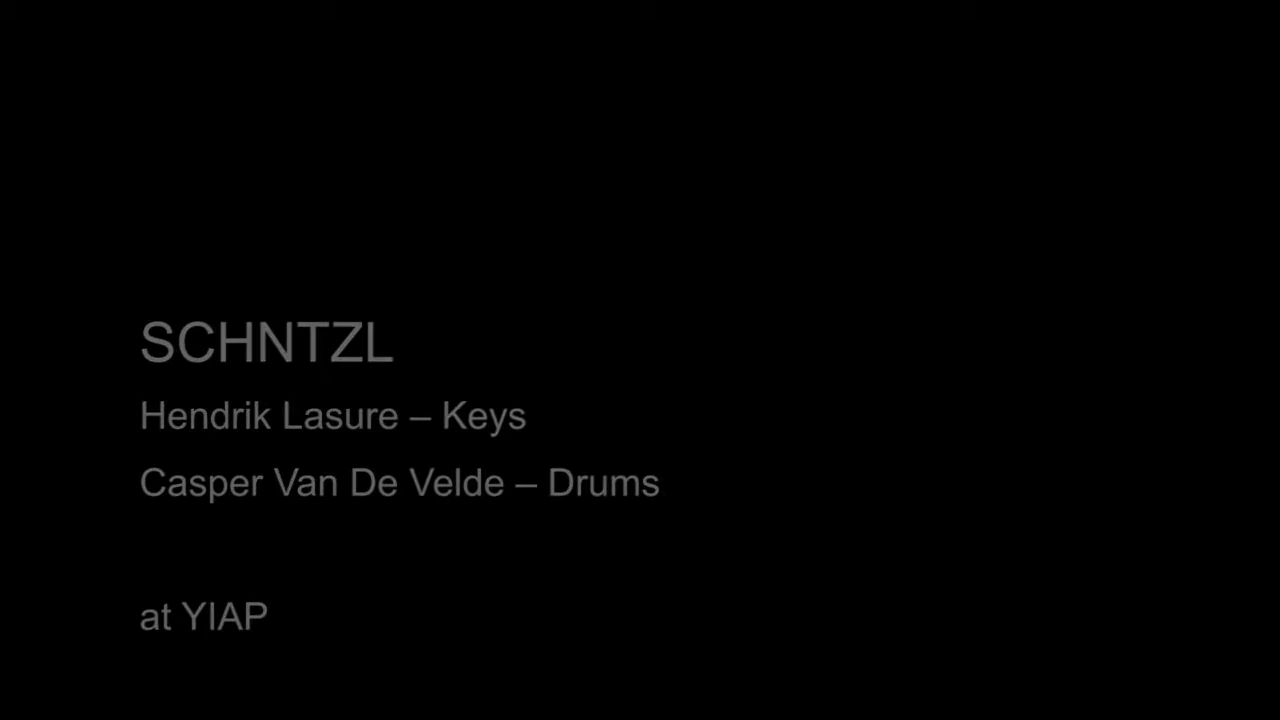 SCHNTZL
Hendrik Lasure – Keys
Casper Van De Velde – Drums
at YIAP